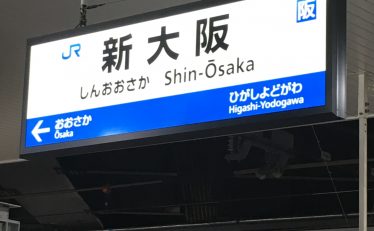 阪
JR
新大阪
しんおおさか Shin-Ōsaka
おおさか
Ōsaka
ひがしよどがわ
Higashi-Yodogawa